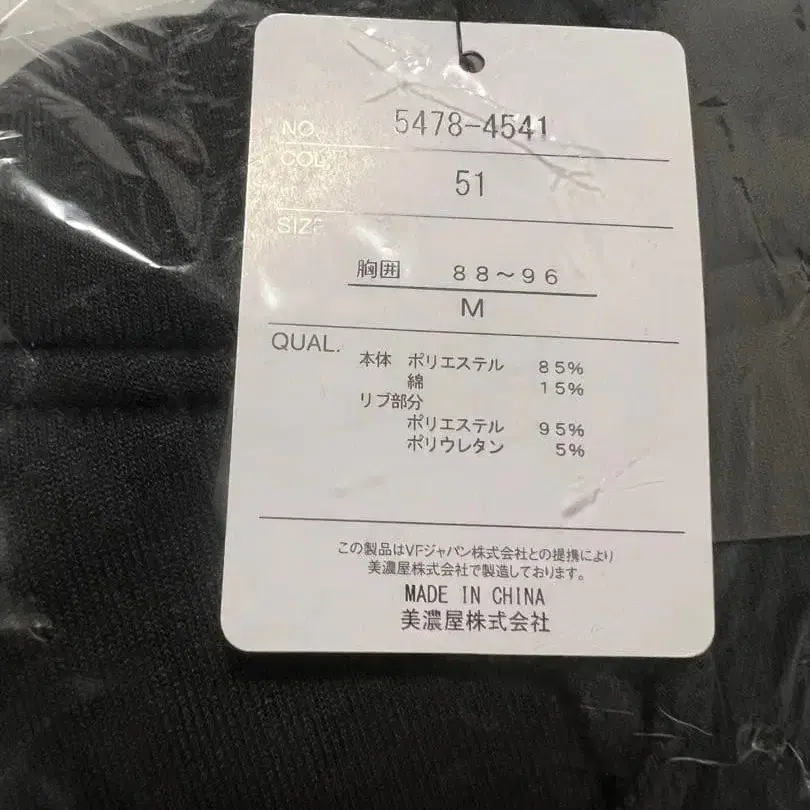 NO. 5478-4541
COL 51
SIZE
胸囲 88～96
M
QUAL.
本体 ポリエステル 85%
綿 15%
リブ部分
ポリエステル 95%
ポリウレタン 5%
この製品はVFジャパン株式会社との提携により
美濃屋株式会社で製造しております。
MADE IN CHINA
美濃屋株式会社